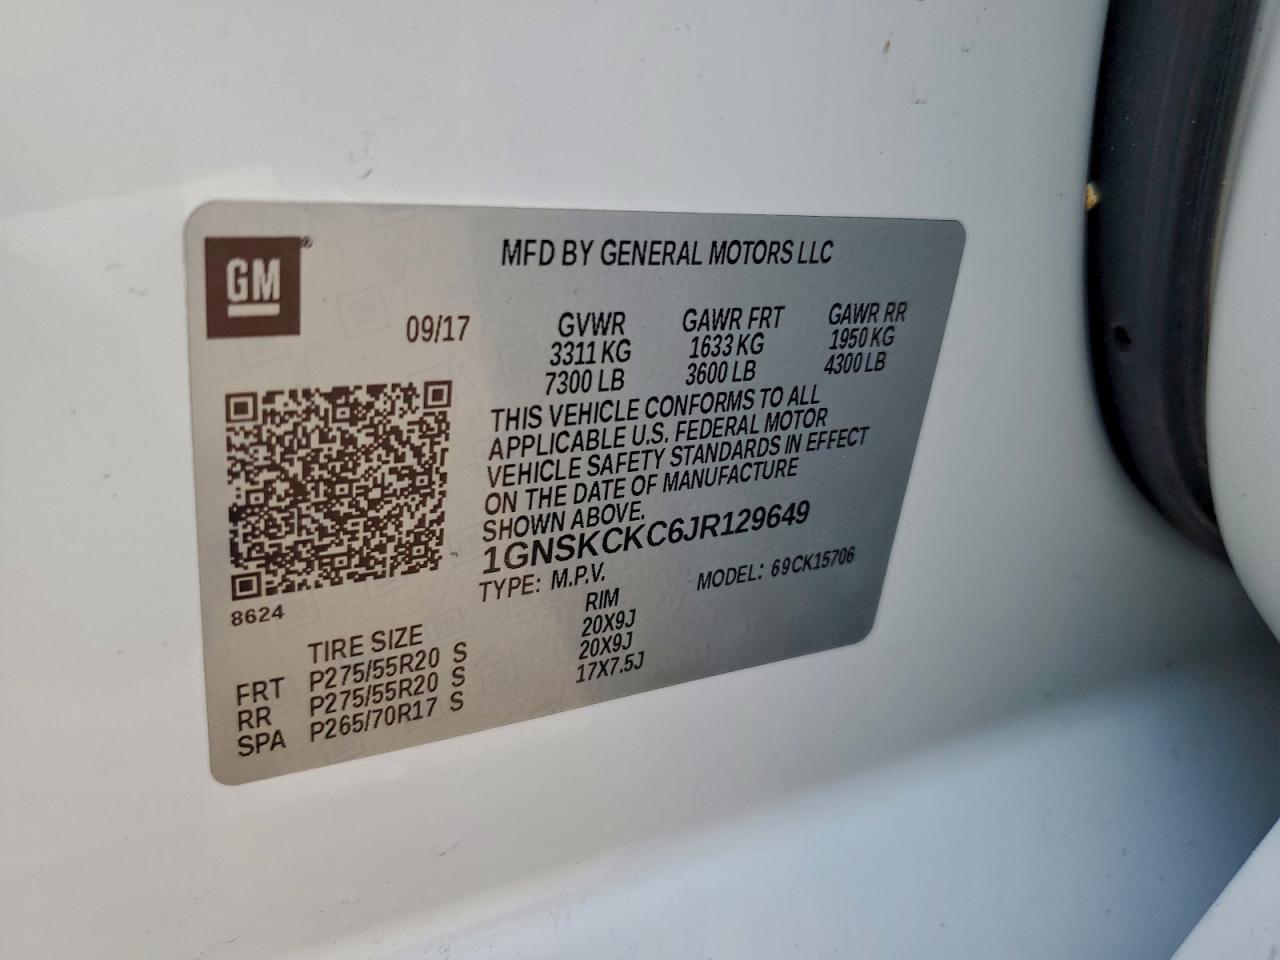 GM®
MFD BY GENERAL MOTORS LLC
09/17
GVWR GAWR FRT GAWR RR
3311 KG 1633 KG 1950 KG
7300 LB 3600 LB 4300 LB
THIS VEHICLE CONFORMS TO ALL
APPLICABLE U.S. FEDERAL MOTOR
VEHICLE SAFETY STANDARDS IN EFFECT
ON THE DATE OF MANUFACTURE
SHOWN ABOVE.
1GNSKCKC6JR129649
TYPE: M.P.V. MODEL: 69CK15706
8624
TIRE SIZE RIM
FRT P275/55R20 S 20X9J
RR P275/55R20 S 20X9J
SPA P265/70R17 S 17X7.5J